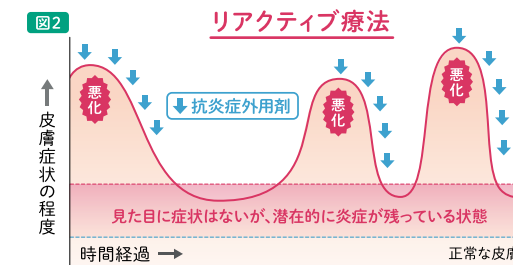 図2
リアクティブ療法
悪化
抗炎症外用剤
悪化
悪化
皮膚症状の程度
見た目に症状はないが、潜在的に炎症が残っている状態
時間経過
正常な皮膚